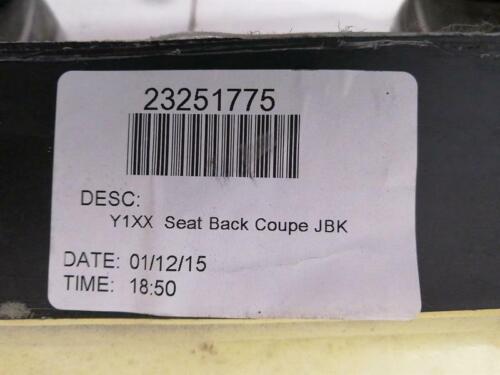 23251775
DESC:
Y1XX Seat Back Coupe JBK
DATE: 01/12/15
TIME: 18:50